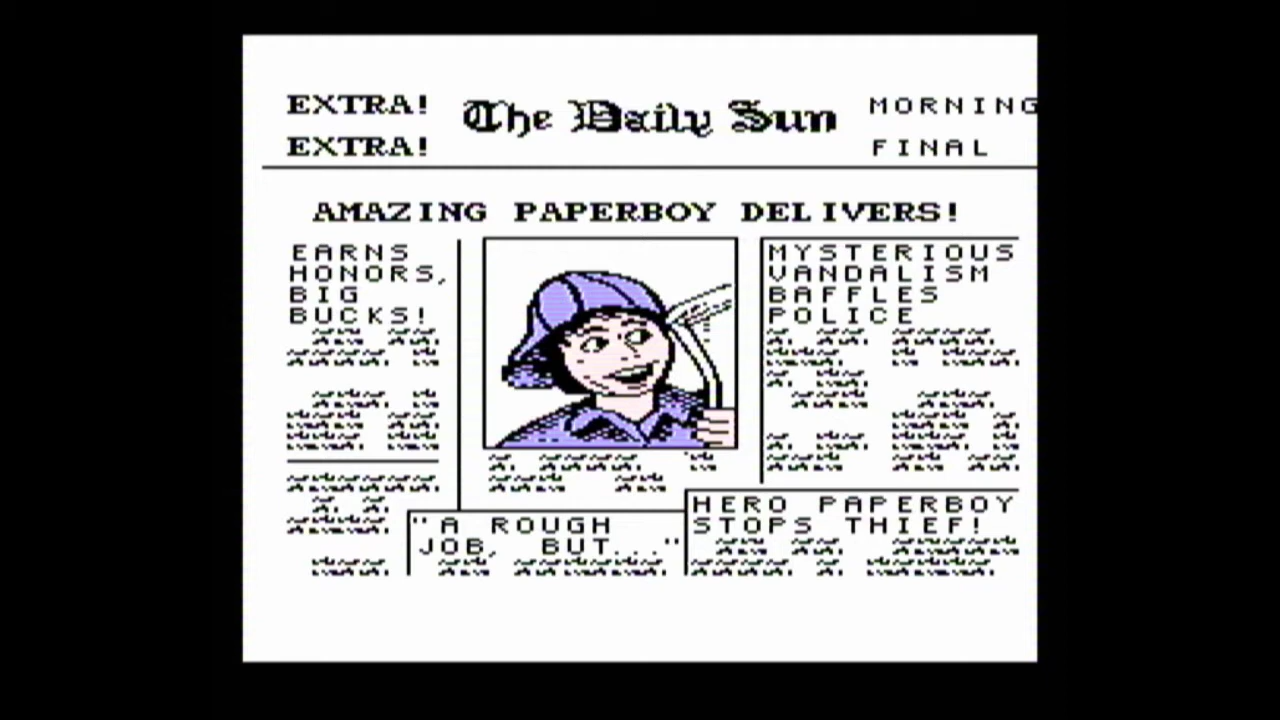 EXTRA!
EXTRA!
The Daily Sun
MORNING
FINAL
AMAZING PAPERBOY DELIVERS!
EARNS
HONORS,
BIG
BUCKS!
MYSTERIOUS
VANDALISM
BAFFLES
POLICE
"A ROUGH
JOB, BUT..."
HERO PAPERBOY
STOPS THIEF!